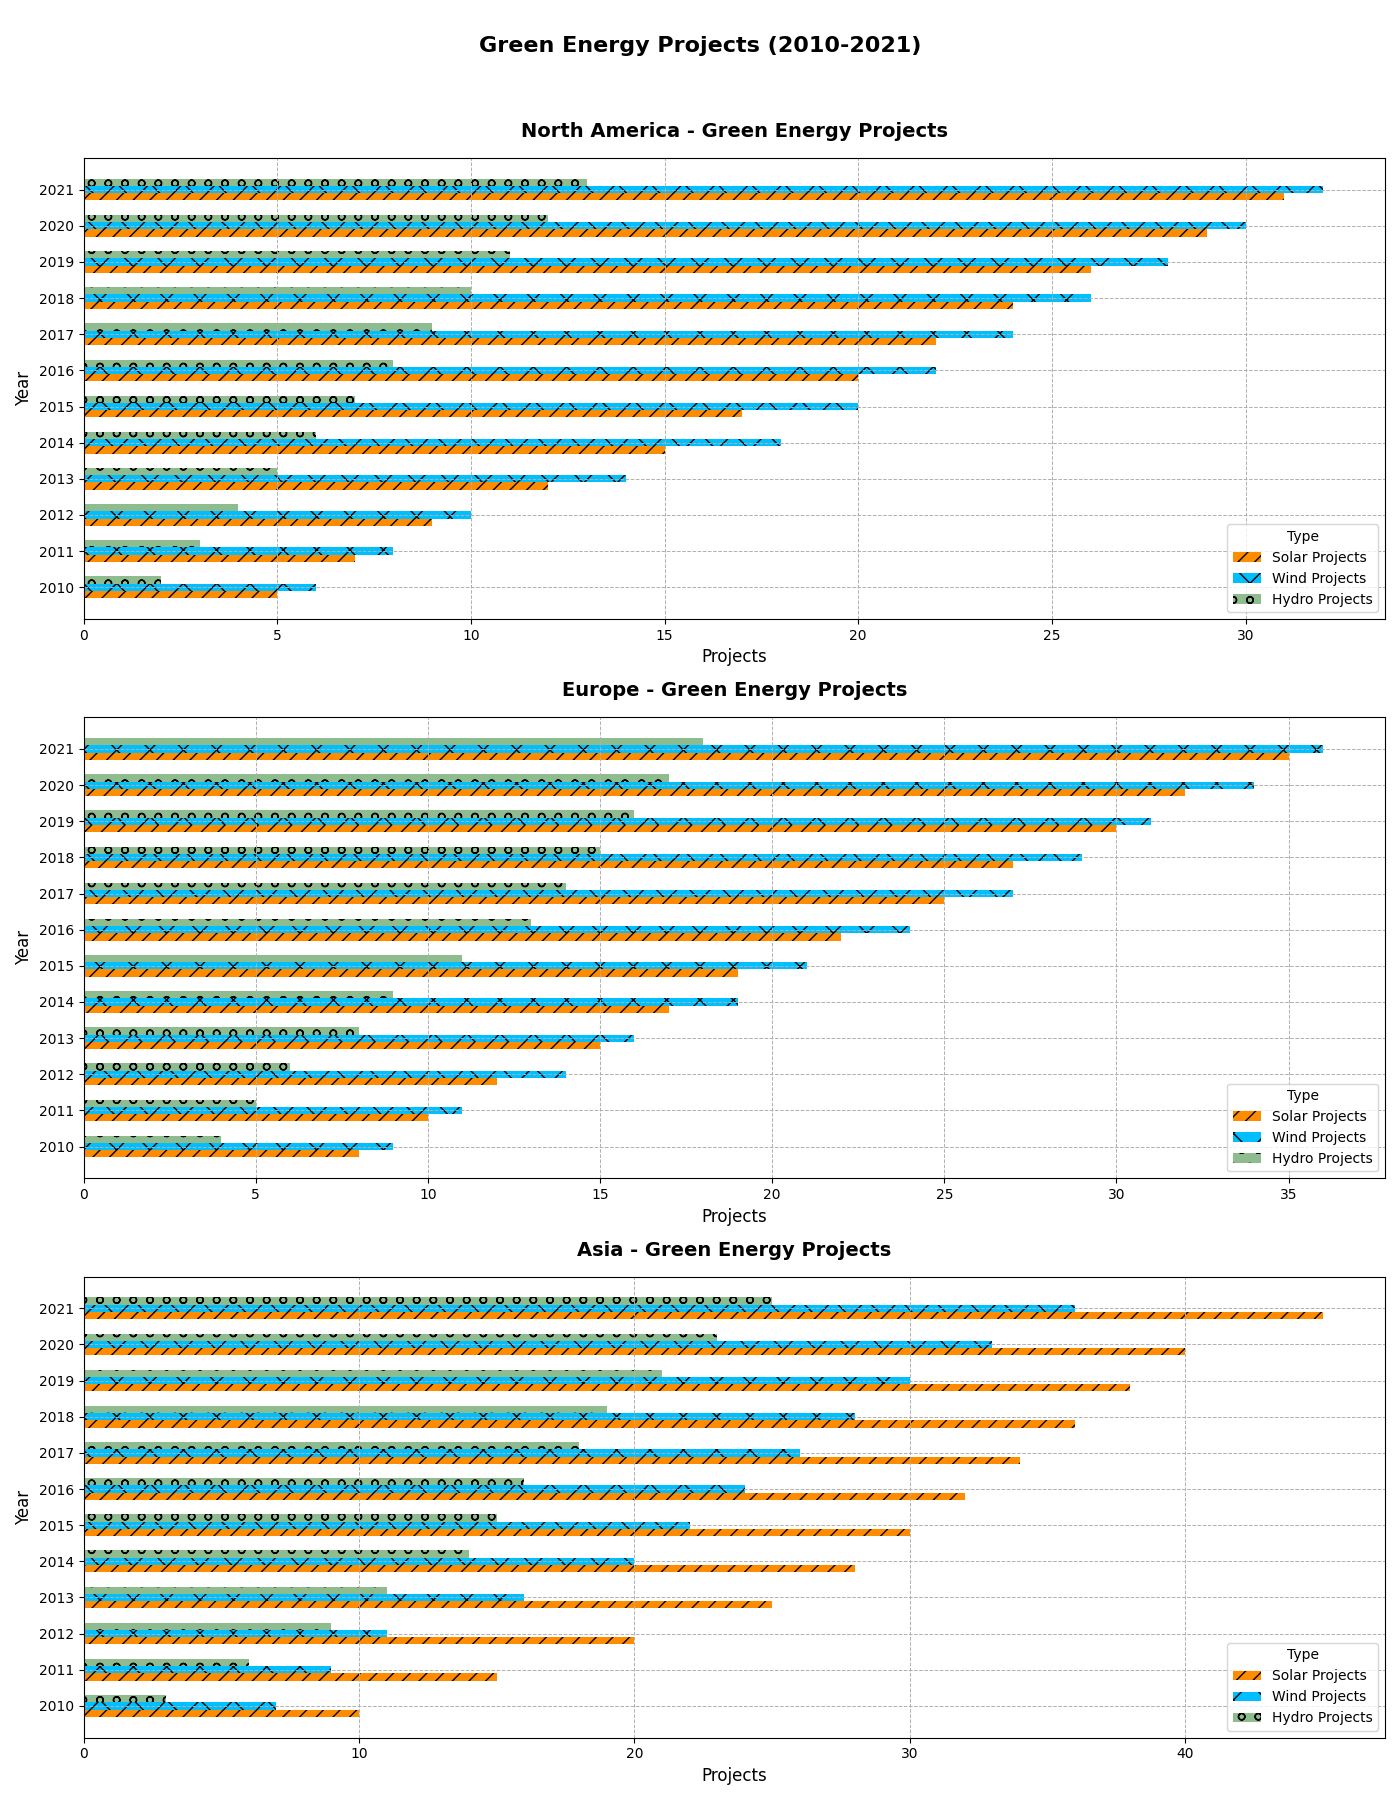 Green Energy Projects (2010-2021)
North America - Green Energy Projects
Year
2021
2020
2019
2018
2017
2016
2015
2014
2013
2012
2011
2010
Type
Solar Projects
Wind Projects
Hydro Projects
0 5 10 15 20 25 30
Projects
Europe - Green Energy Projects
Year
2021
2020
2019
2018
2017
2016
2015
2014
2013
2012
2011
2010
Type
Solar Projects
Wind Projects
Hydro Projects
0 5 10 15 20 25 30 35
Projects
Asia - Green Energy Projects
Year
2021
2020
2019
2018
2017
2016
2015
2014
2013
2012
2011
2010
Type
Solar Projects
Wind Projects
Hydro Projects
0 10 20 30 40
Projects